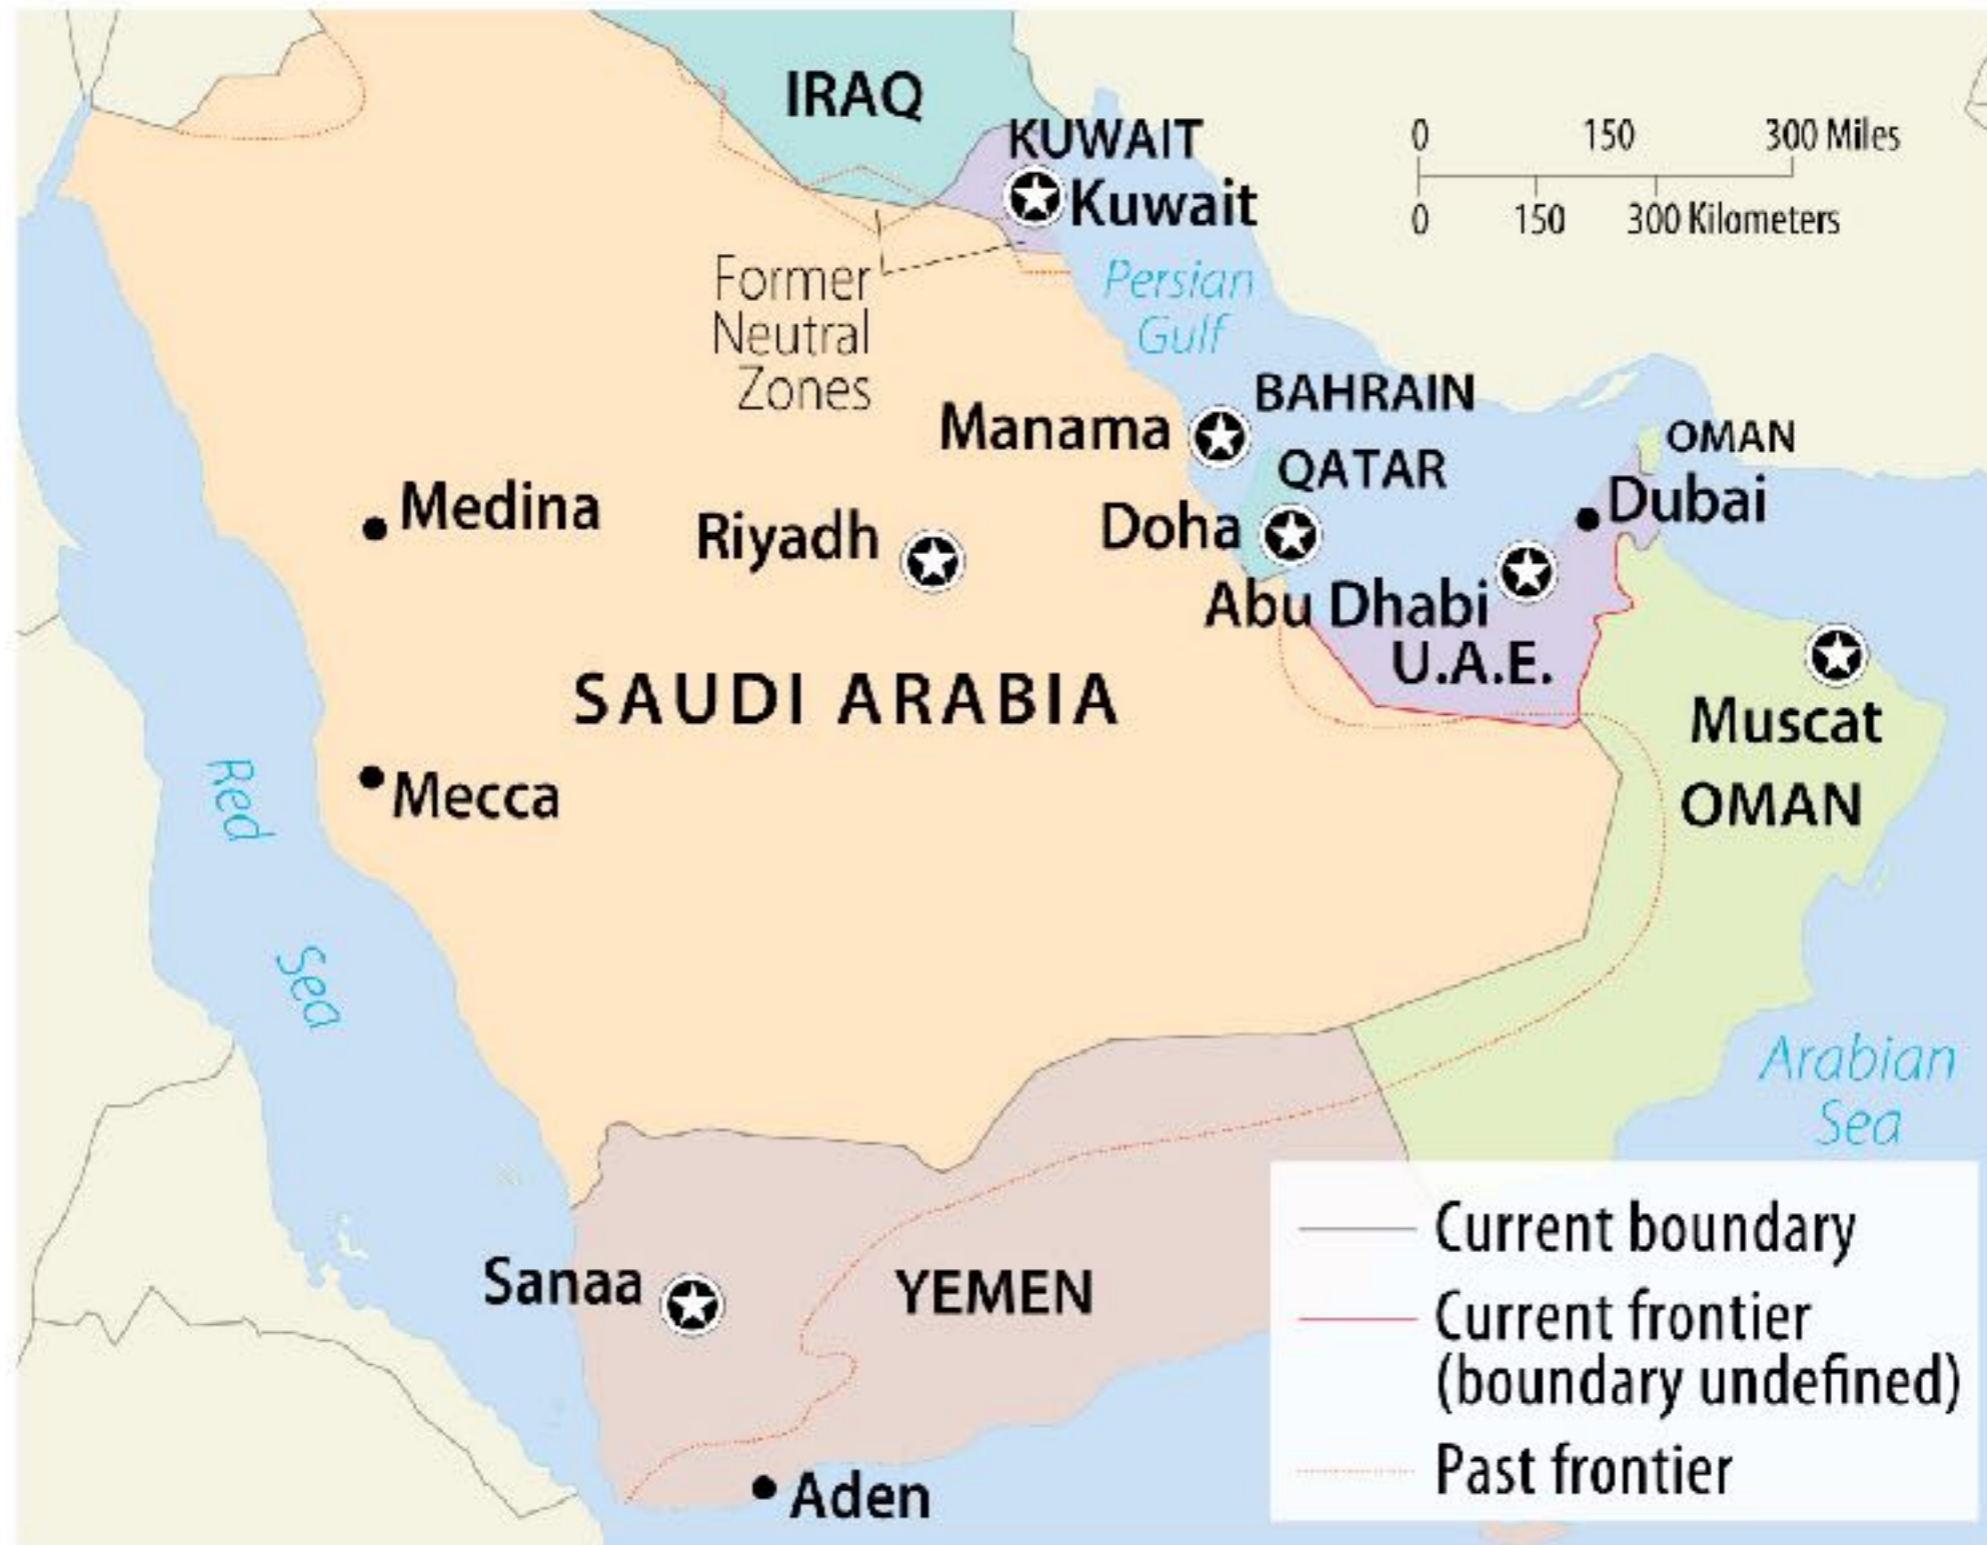 IRAQ
KUWAIT
Kuwait
0 150 300 Miles
0 150 300 Kilometers
Former
Neutral
Zones
Persian
Gulf
Manama
BAHRAIN
QATAR
Doha
OMAN
Dubai
Abu Dhabi
U.A.E.
Medina
Riyadh
SAUDI ARABIA
Mecca
Muscat
OMAN
Red
Sea
Arabian
Sea
Sanaa
YEMEN
Aden
Current boundary
Current frontier
(boundary undefined)
Past frontier